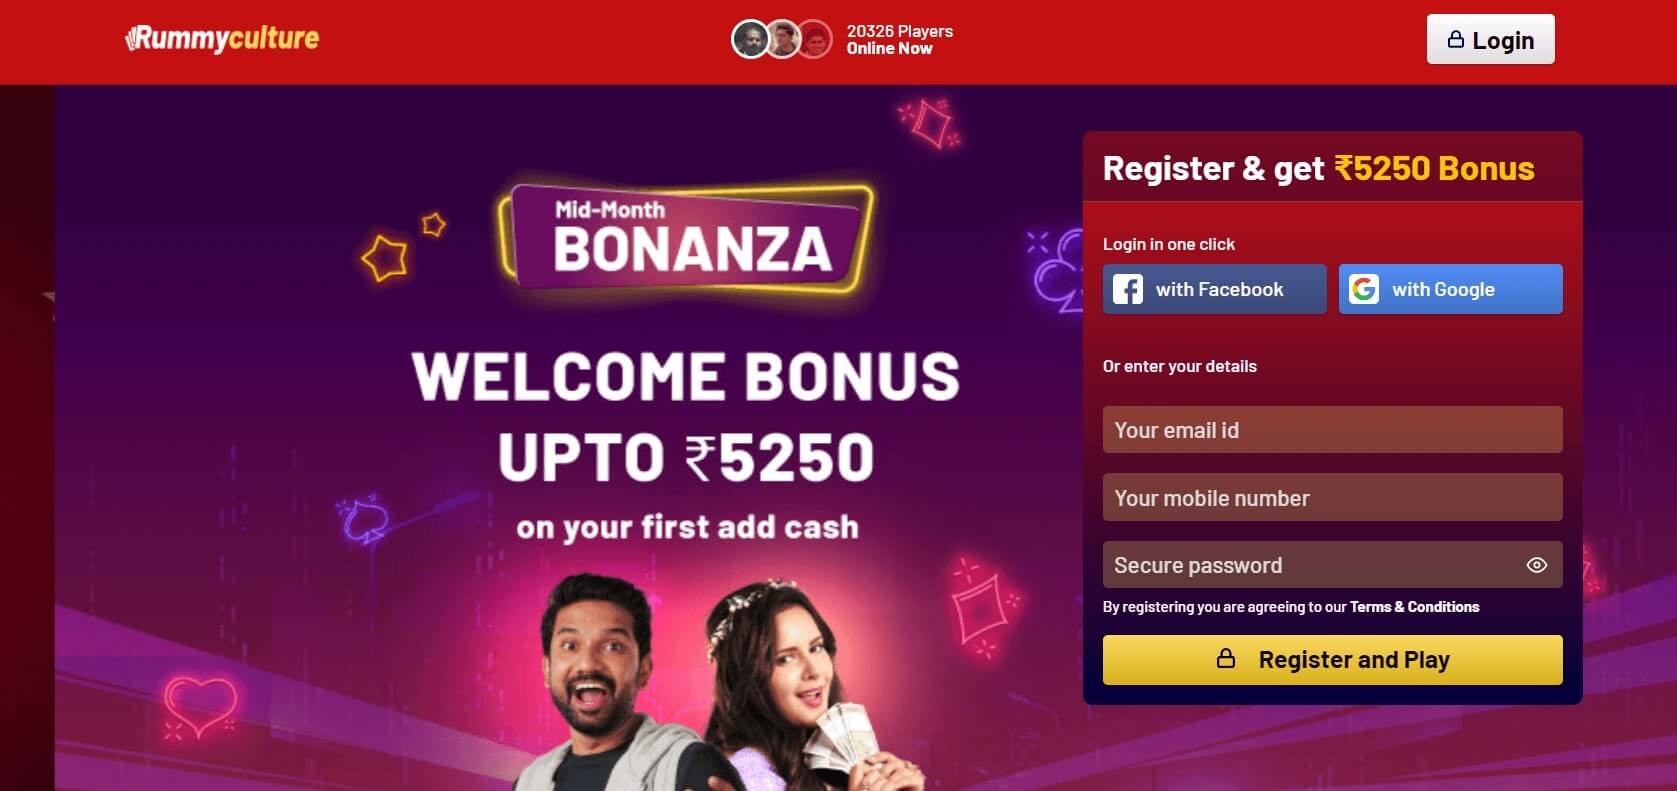 Rummyculture
20326 Players
Online Now
Login
Mid-Month
BONANZA
WELCOME BONUS
UPTO ₹5250
on your first add cash
Register & get ₹5250 Bonus
Login in one click
with Facebook
with Google
Or enter your details
Your email id
Your mobile number
Secure password
By registering you are agreeing to our Terms & Conditions
Register and Play